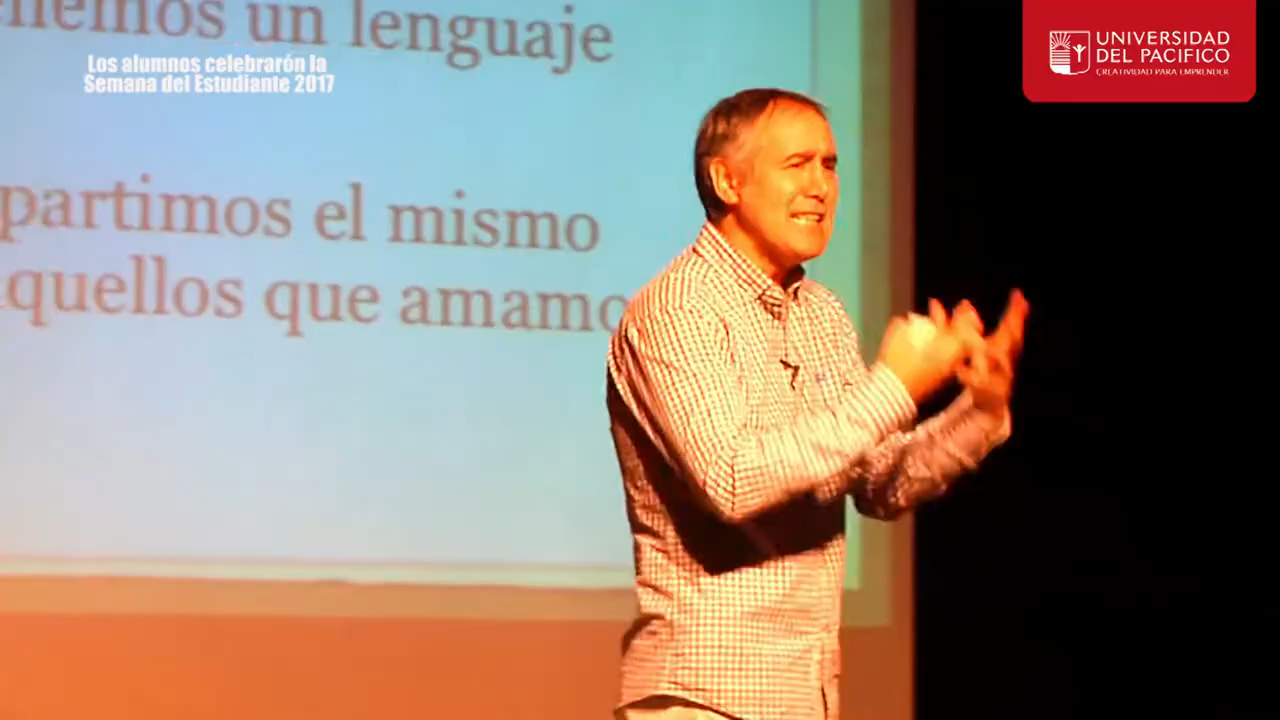 enemos un lenguaje
Los alumnos celebrarón la
Semana del Estudiante 2017
UNIVERSIDAD
DEL PACIFICO
CREATIVIDAD PARA EMPRENDER
partimos el mismo
aquellos que amamo